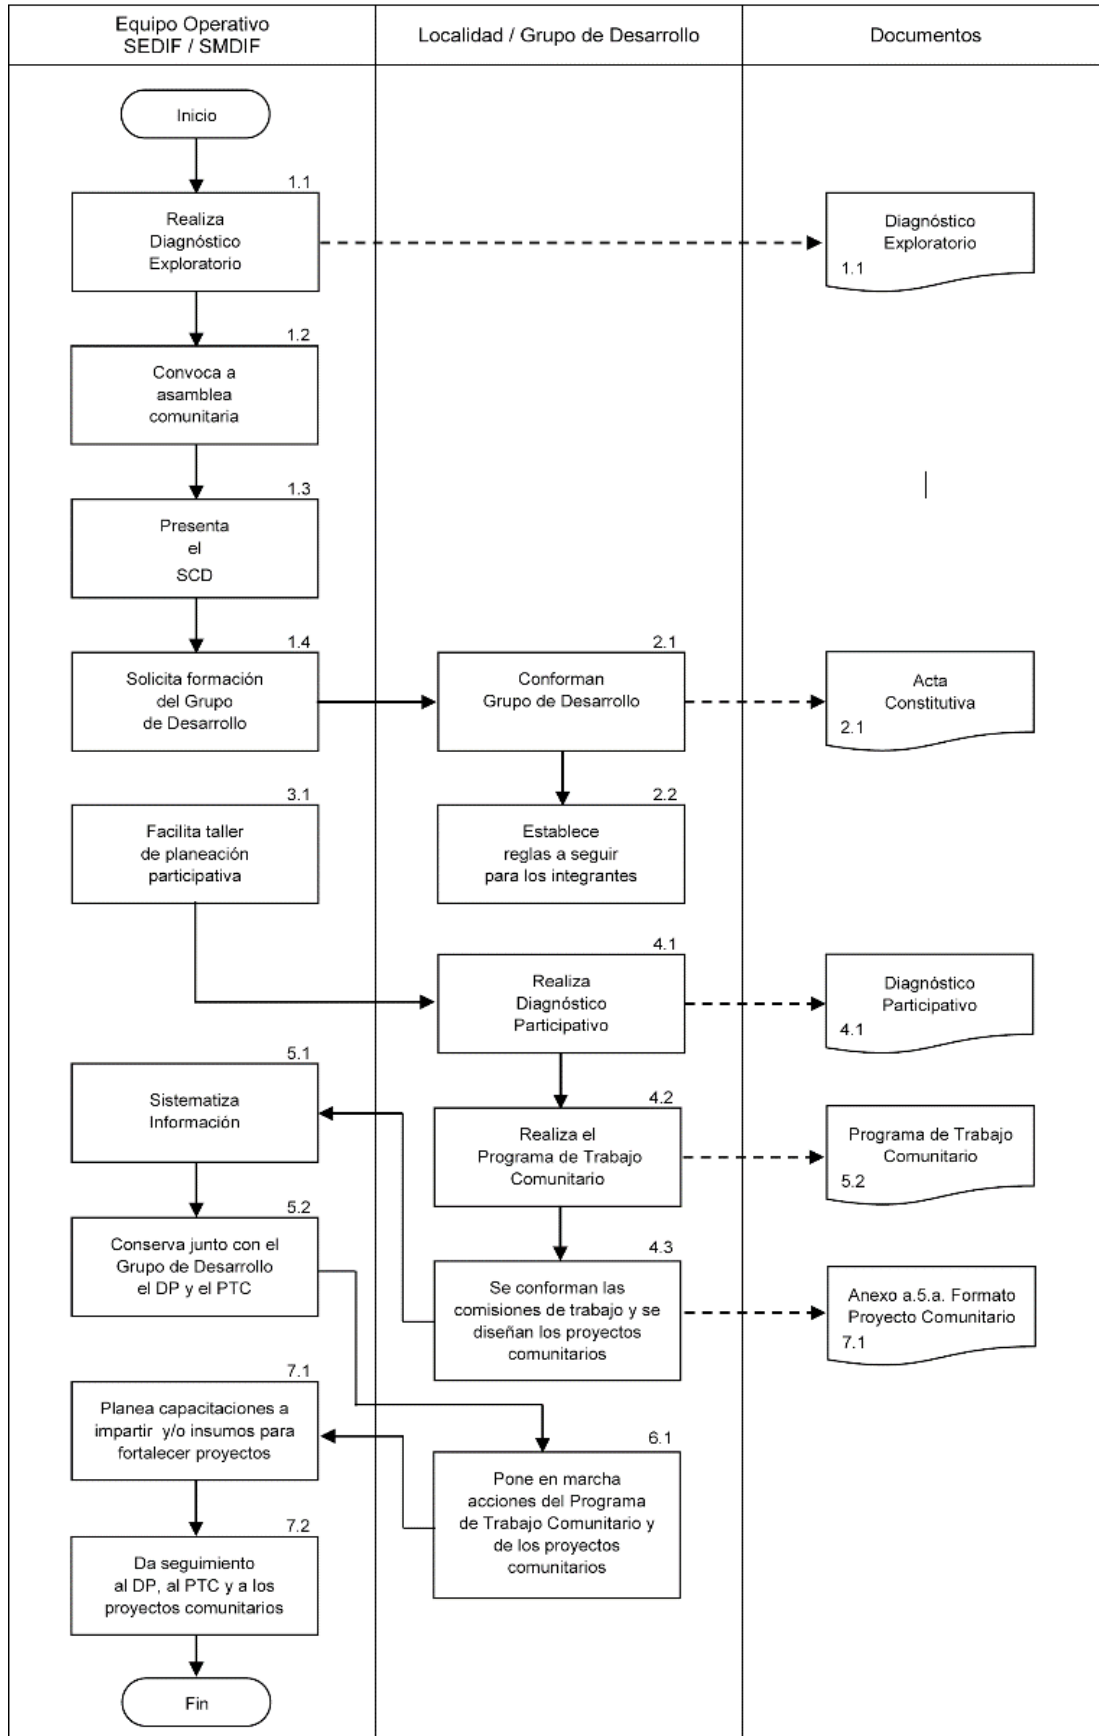 Equipo Operativo
SEDIF / SMDIF
Localidad / Grupo de Desarrollo
Documentos
Inicio
1.1
Realiza
Diagnóstico
Exploratorio
Diagnóstico
Exploratorio
1.1
1.2
Convoca a
asamblea
comunitaria
1.3
Presenta
el
SCD
1.4
Solicita formación
del Grupo
de Desarrollo
2.1
Conforman
Grupo de Desarrollo
Acta
Constitutiva
2.1
3.1
Facilita taller
de planeación
participativa
2.2
Establece
reglas a seguir
para los integrantes
4.1
Realiza
Diagnóstico
Participativo
Diagnóstico
Participativo
4.1
5.1
Sistematiza
Información
4.2
Realiza el
Programa de Trabajo
Comunitario
Programa de Trabajo
Comunitario
5.2
5.2
Conserva junto con el
Grupo de Desarrollo
el DP y el PTC
4.3
Se conforman las
comisiones de trabajo y se
diseñan los proyectos
comunitarios
Anexo a.5.a. Formato
Proyecto Comunitario
7.1
7.1
Planea capacitaciones a
impartir y/o insumos para
fortalecer proyectos
6.1
Pone en marcha
acciones del Programa
de Trabajo Comunitario y
de los proyectos
comunitarios
7.2
Da seguimiento
al DP, al PTC y a los
proyectos comunitarios
Fin